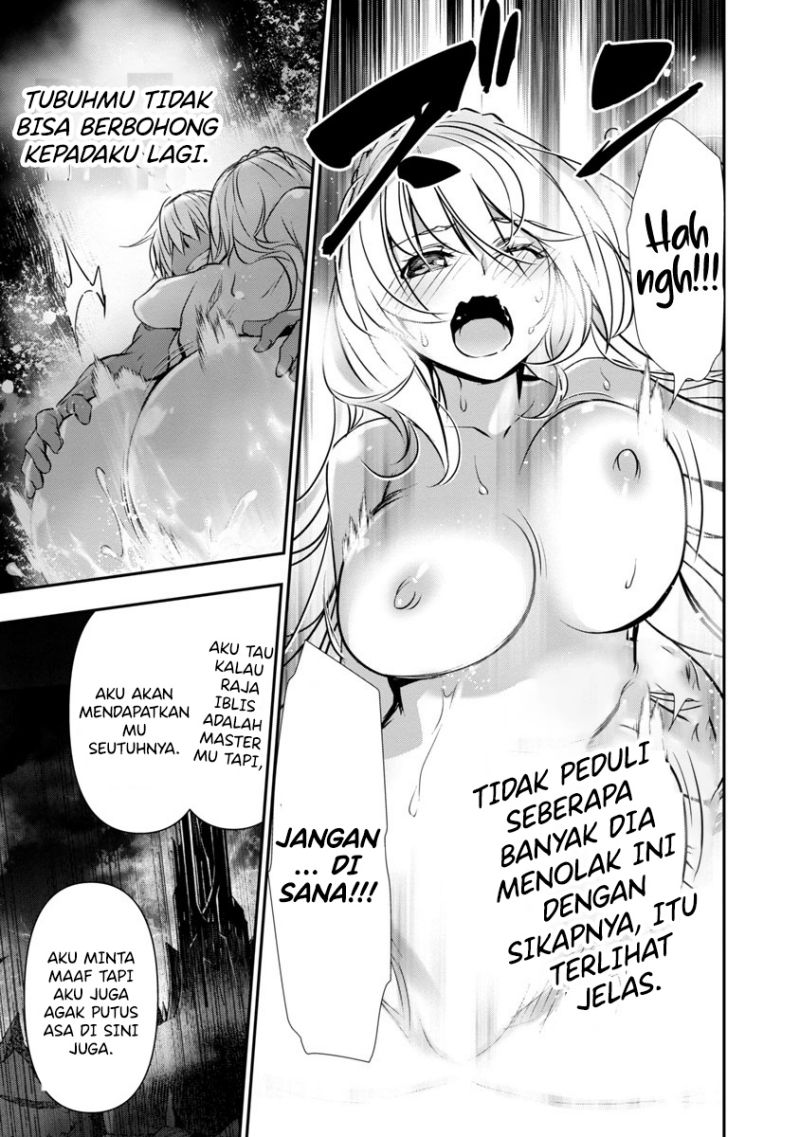 ズン
Hah
ngh!!!
TIDAK PEDULI
SEBERAPA
BANYAK DIA
MENOLAK INI
DENGAN
SIKAPNYA, ITU
TERLIHAT
JELAS.
JANGAN
... DI
SANA!!!
TUBUHMU TIDAK
BISA BERBOHONG
KEPADAKU LAGI.
AKU TAU
KALAU
RAJA
IBLIS
ADALAH
MASTER
MU TAPI,
AKU AKAN
MENDAPATKAN
MU
SEUTUHNYA.
AKU MINTA
MAAF TAPI
AKU JUGA
AGAK PUTUS
ASA DI SINI
JUGA.